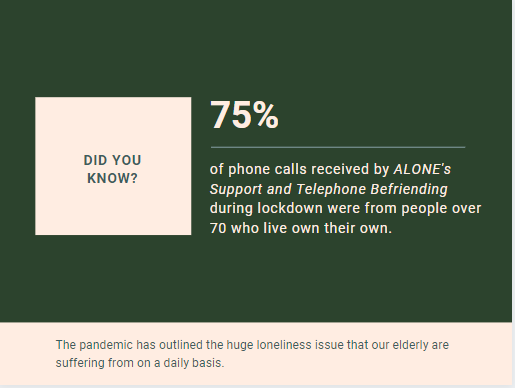 DID YOU
KNOW?
75%
of phone calls received by ALONE's
Support and Telephone Befriending
during lockdown were from people over
70 who live own their own.
The pandemic has outlined the huge loneliness issue that our elderly are
suffering from on a daily basis.